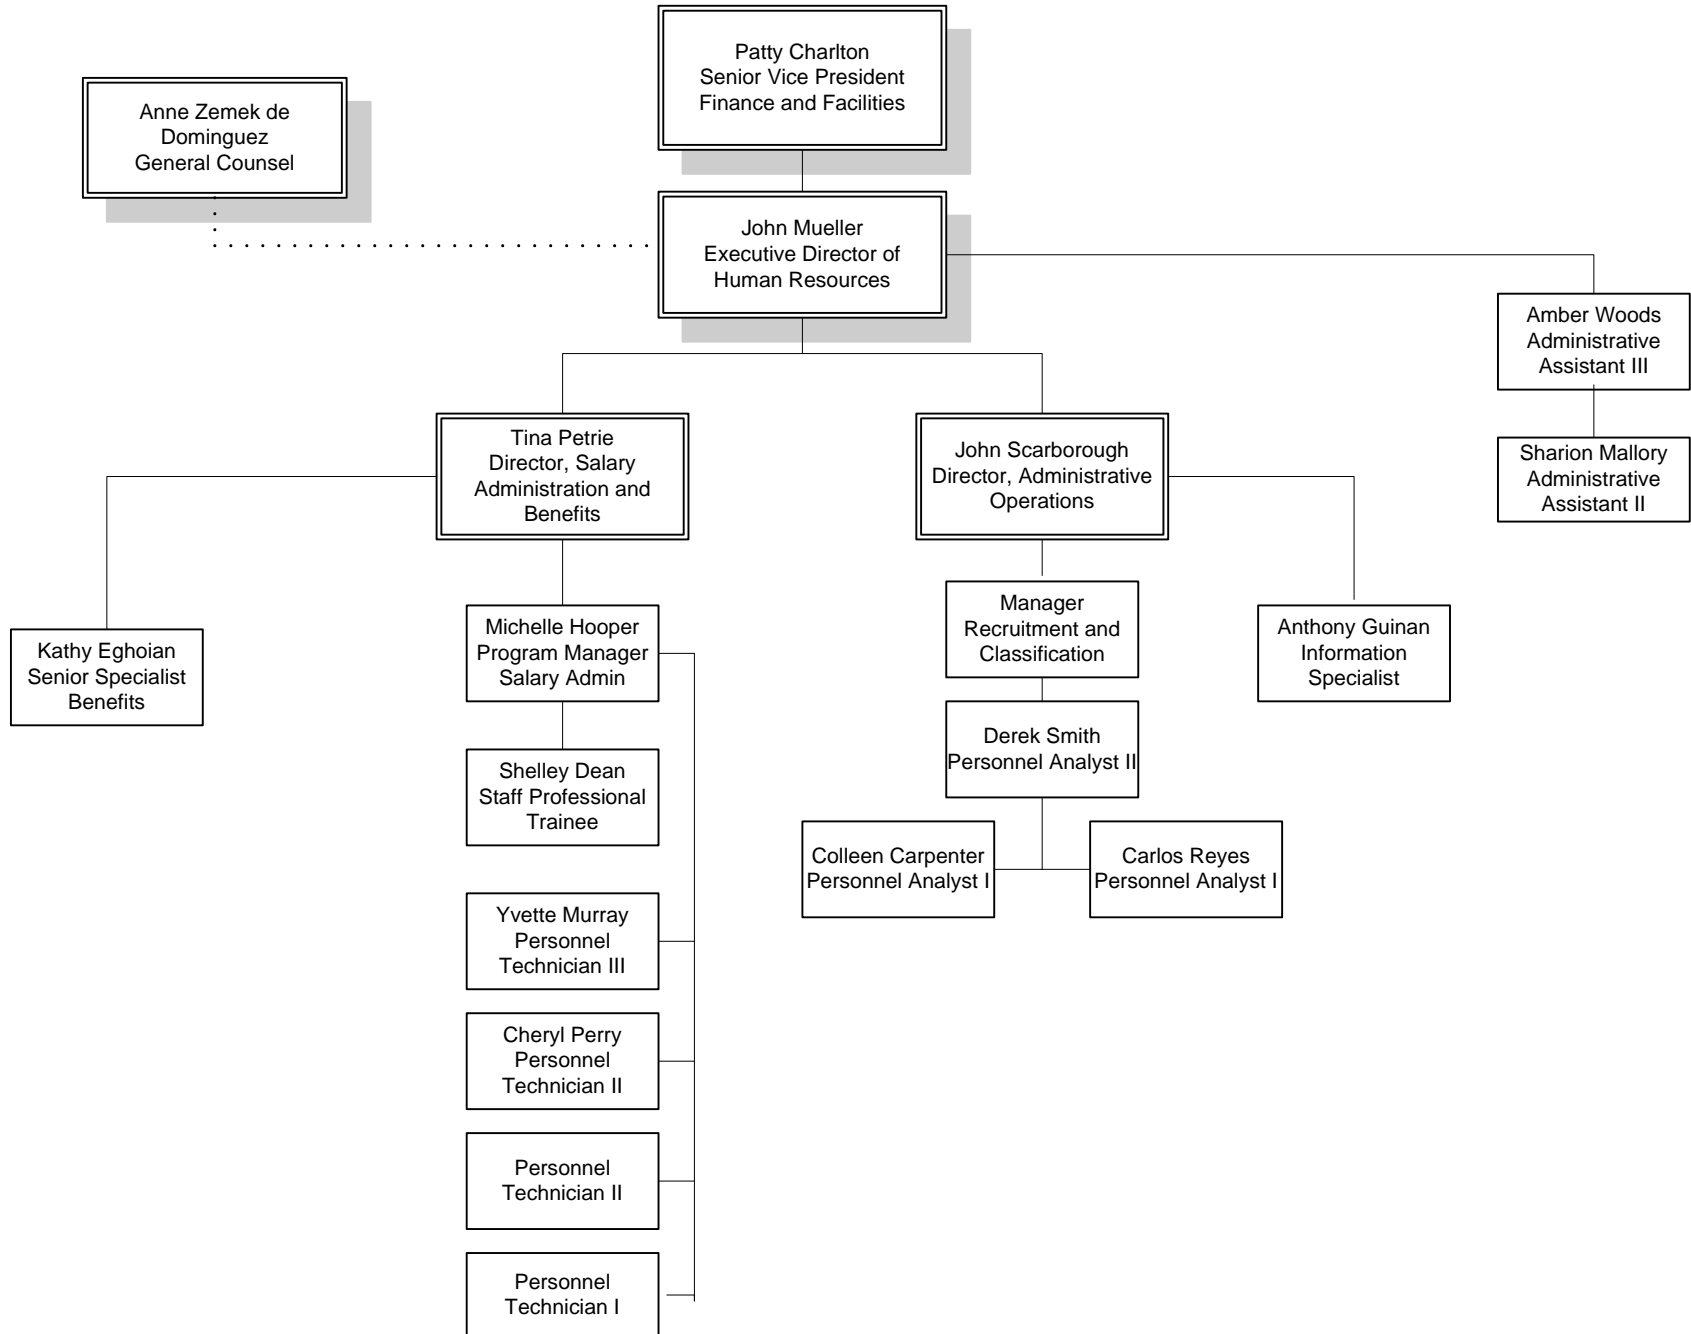 Patty Charlton
Senior Vice President
Finance and Facilities
Anne Zemek de
Dominguez
General Counsel
John Mueller
Executive Director of
Human Resources
Amber Woods
Administrative
Assistant III
Sharion Mallory
Administrative
Assistant II
Tina Petrie
Director, Salary
Administration and
Benefits
John Scarborough
Director, Administrative
Operations
Kathy Eghoian
Senior Specialist
Benefits
Michelle Hooper
Program Manager
Salary Admin
Manager
Recruitment and
Classification
Anthony Guinan
Information
Specialist
Shelley Dean
Staff Professional
Trainee
Derek Smith
Personnel Analyst II
Colleen Carpenter
Personnel Analyst I
Carlos Reyes
Personnel Analyst I
Yvette Murray
Personnel
Technician III
Cheryl Perry
Personnel
Technician II
Personnel
Technician II
Personnel
Technician I